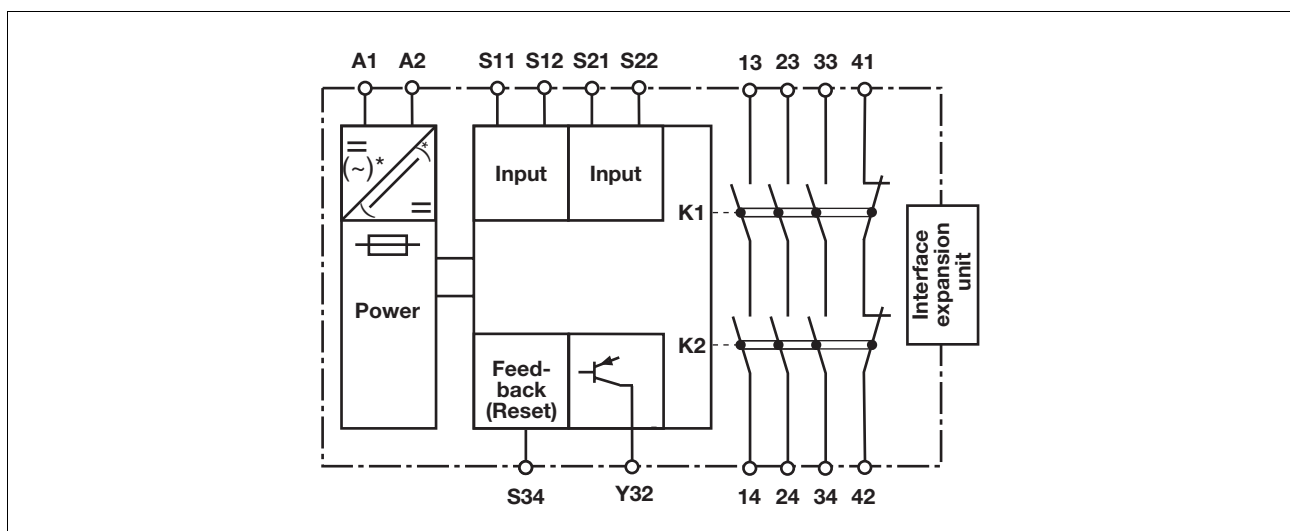 A1 A2 S11 S12 S21 S22 13 23 33 41
=
(~)*
( )*
=
Input Input
K1
Power
Interface
expansion
unit
K2
Feed-
back
(Reset)
S34 Y32 14 24 34 42